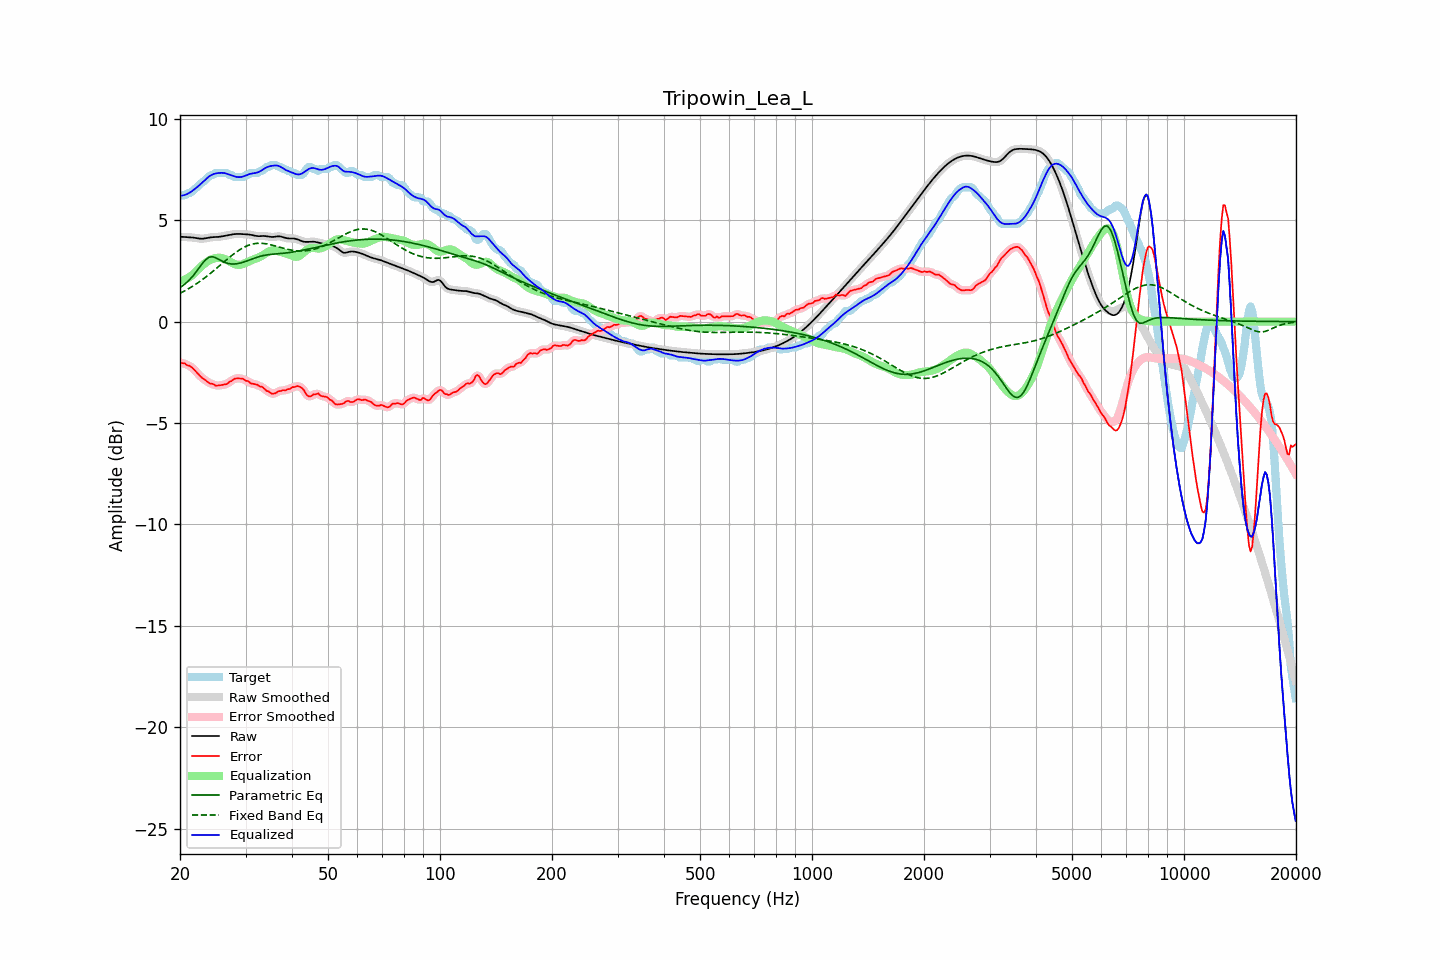 Tripowin_Lea_L
Amplitude (dBr)
10
5
0
−5
−10
−15
−20
−25
Target
Raw Smoothed
Error Smoothed
Raw
Error
Equalization
Parametric Eq
Fixed Band Eq
Equalized
20
50
100
200
500
1000
2000
5000
10000
20000
Frequency (Hz)